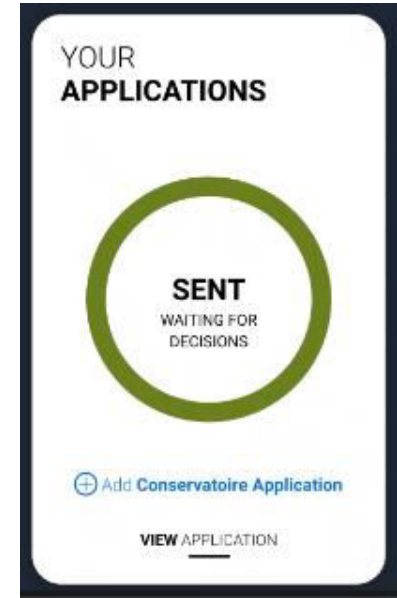 YOUR
APPLICATIONS
SENT
WAITING FOR
DECISIONS
Add Conservatoire Application
VIEW APPLICATION